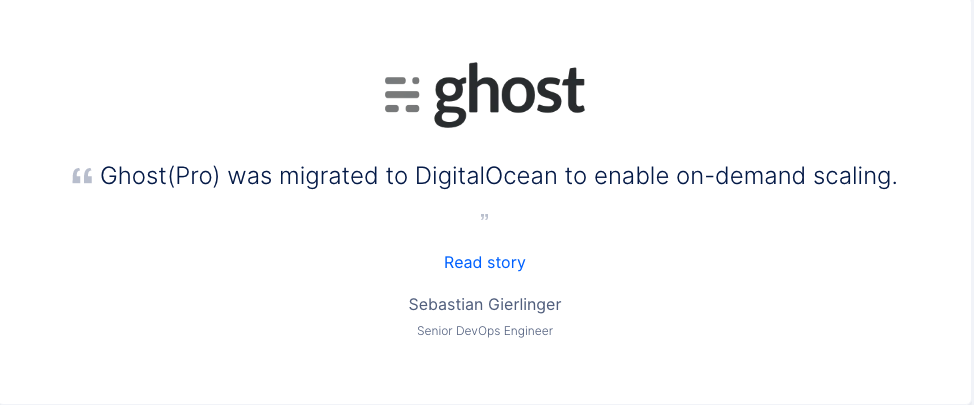 ghost
“ Ghost(Pro) was migrated to DigitalOcean to enable on-demand scaling.
”
Read story
Sebastian Gierlinger
Senior DevOps Engineer